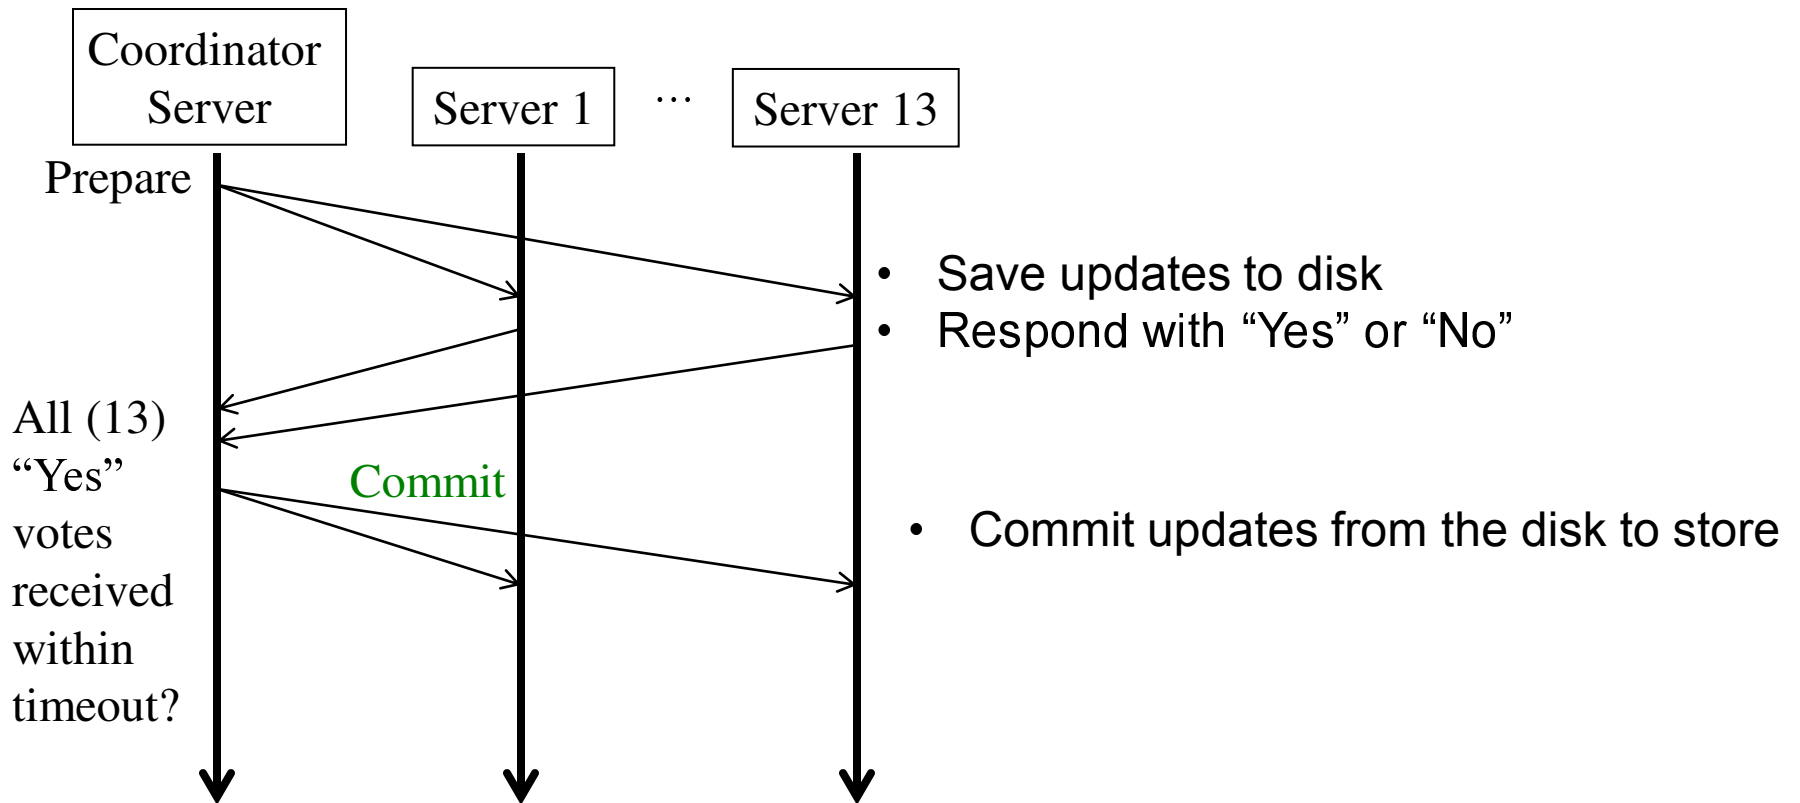 Coordinator
Server
Server 1
…
Server 13
Prepare
• Save updates to disk
• Respond with “Yes” or “No”
All (13)
“Yes”
votes
received
within
timeout?
Commit
• Commit updates from the disk to store